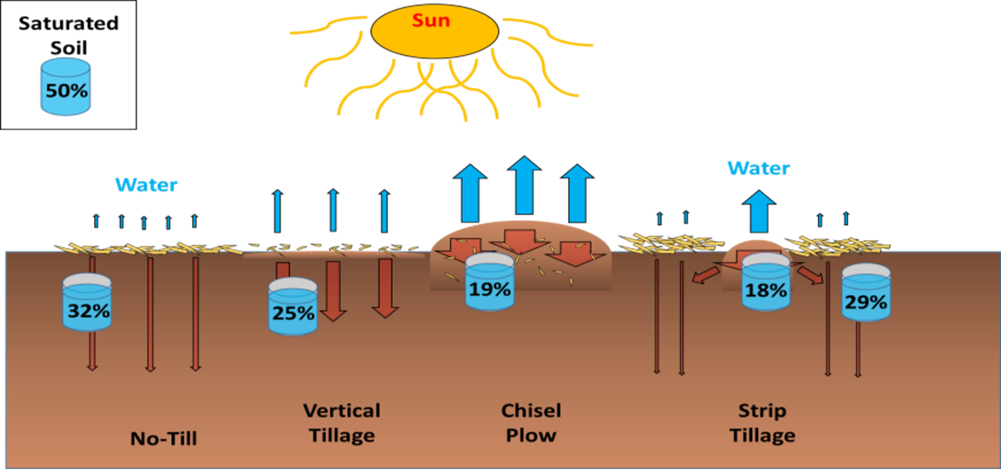 Saturated
Soil
50%
Sun
Water
Water
32%
25%
19%
18%
29%
No-Till
Vertical
Tillage
Chisel
Plow
Strip
Tillage